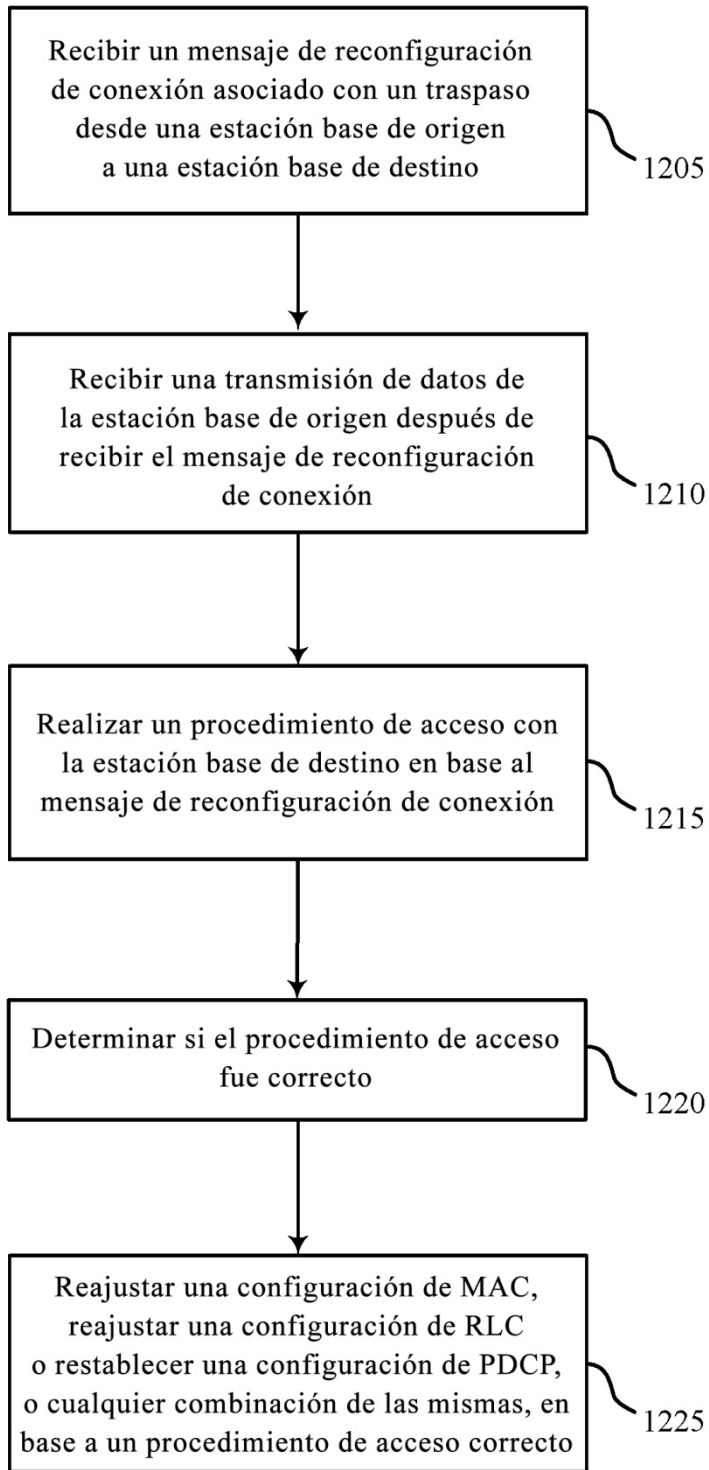 Recibir un mensaje de reconfiguración
de conexión asociado con un traspaso
desde una estación base de origen
a una estación base de destino
1205
Recibir una transmisión de datos de
la estación base de origen después de
recibir el mensaje de reconfiguración
de conexión
1210
Realizar un procedimiento de acceso con
la estación base de destino en base al
mensaje de reconfiguración de conexión
1215
Determinar si el procedimiento de acceso
fue correcto
1220
Reajustar una configuración de MAC,
reajustar una configuración de RLC
o restablecer una configuración de PDCP,
o cualquier combinación de las mismas, en
base a un procedimiento de acceso correcto
1225